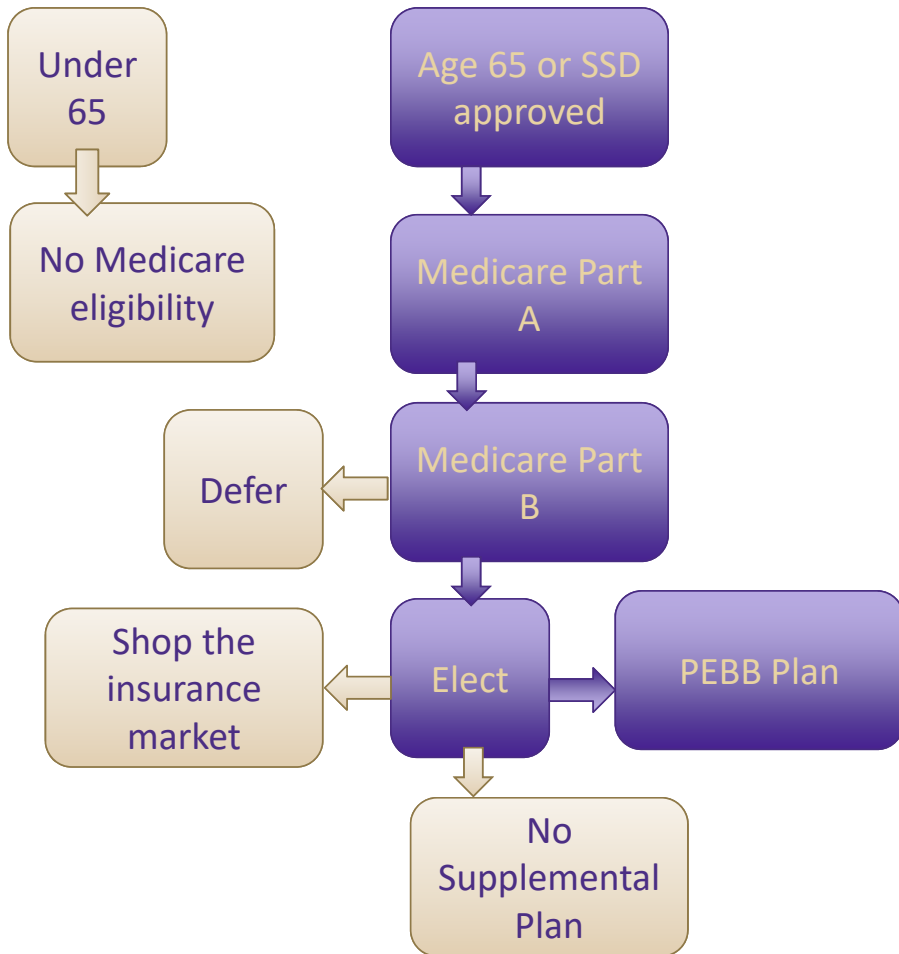 Under
65
Age 65 or SSD
approved
No Medicare
eligibility
Medicare Part
A
Defer
Medicare Part
B
Shop the
insurance
market
Elect
PEBB Plan
No
Supplemental
Plan